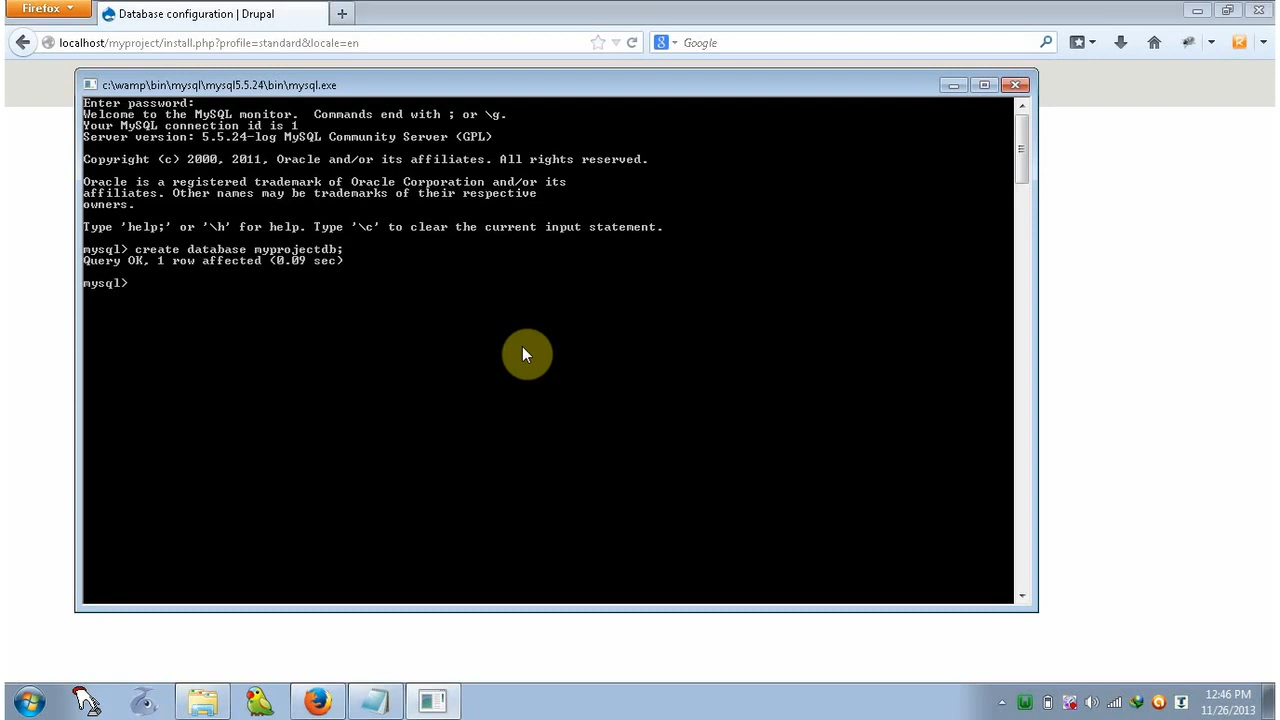 Firefox
Database configuration | Drupal
localhost/myproject/install.php?profile=standard&locale=en
Google
c:\wamp\bin\mysql\mysql5.5.24\bin\mysql.exe
Enter password:
Welcome to the MySQL monitor.  Commands end with ; or \g.
Your MySQL connection id is 1
Server version: 5.5.24-log MySQL Community Server (GPL)
Copyright (c) 2000, 2011, Oracle and/or its affiliates. All rights reserved.
Oracle is a registered trademark of Oracle Corporation and/or its
affiliates. Other names may be trademarks of their respective
owners.
Type 'help;' or '\h' for help. Type '\c' to clear the current input statement.
mysql> create database myprojectdb;
Query OK, 1 row affected (0.09 sec)
mysql>
12:46 PM
11/26/2013